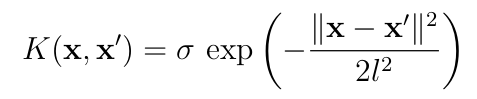 K(𝐱, 𝐱′) = σ exp(−‖𝐱 − 𝐱′‖² / 2l²)